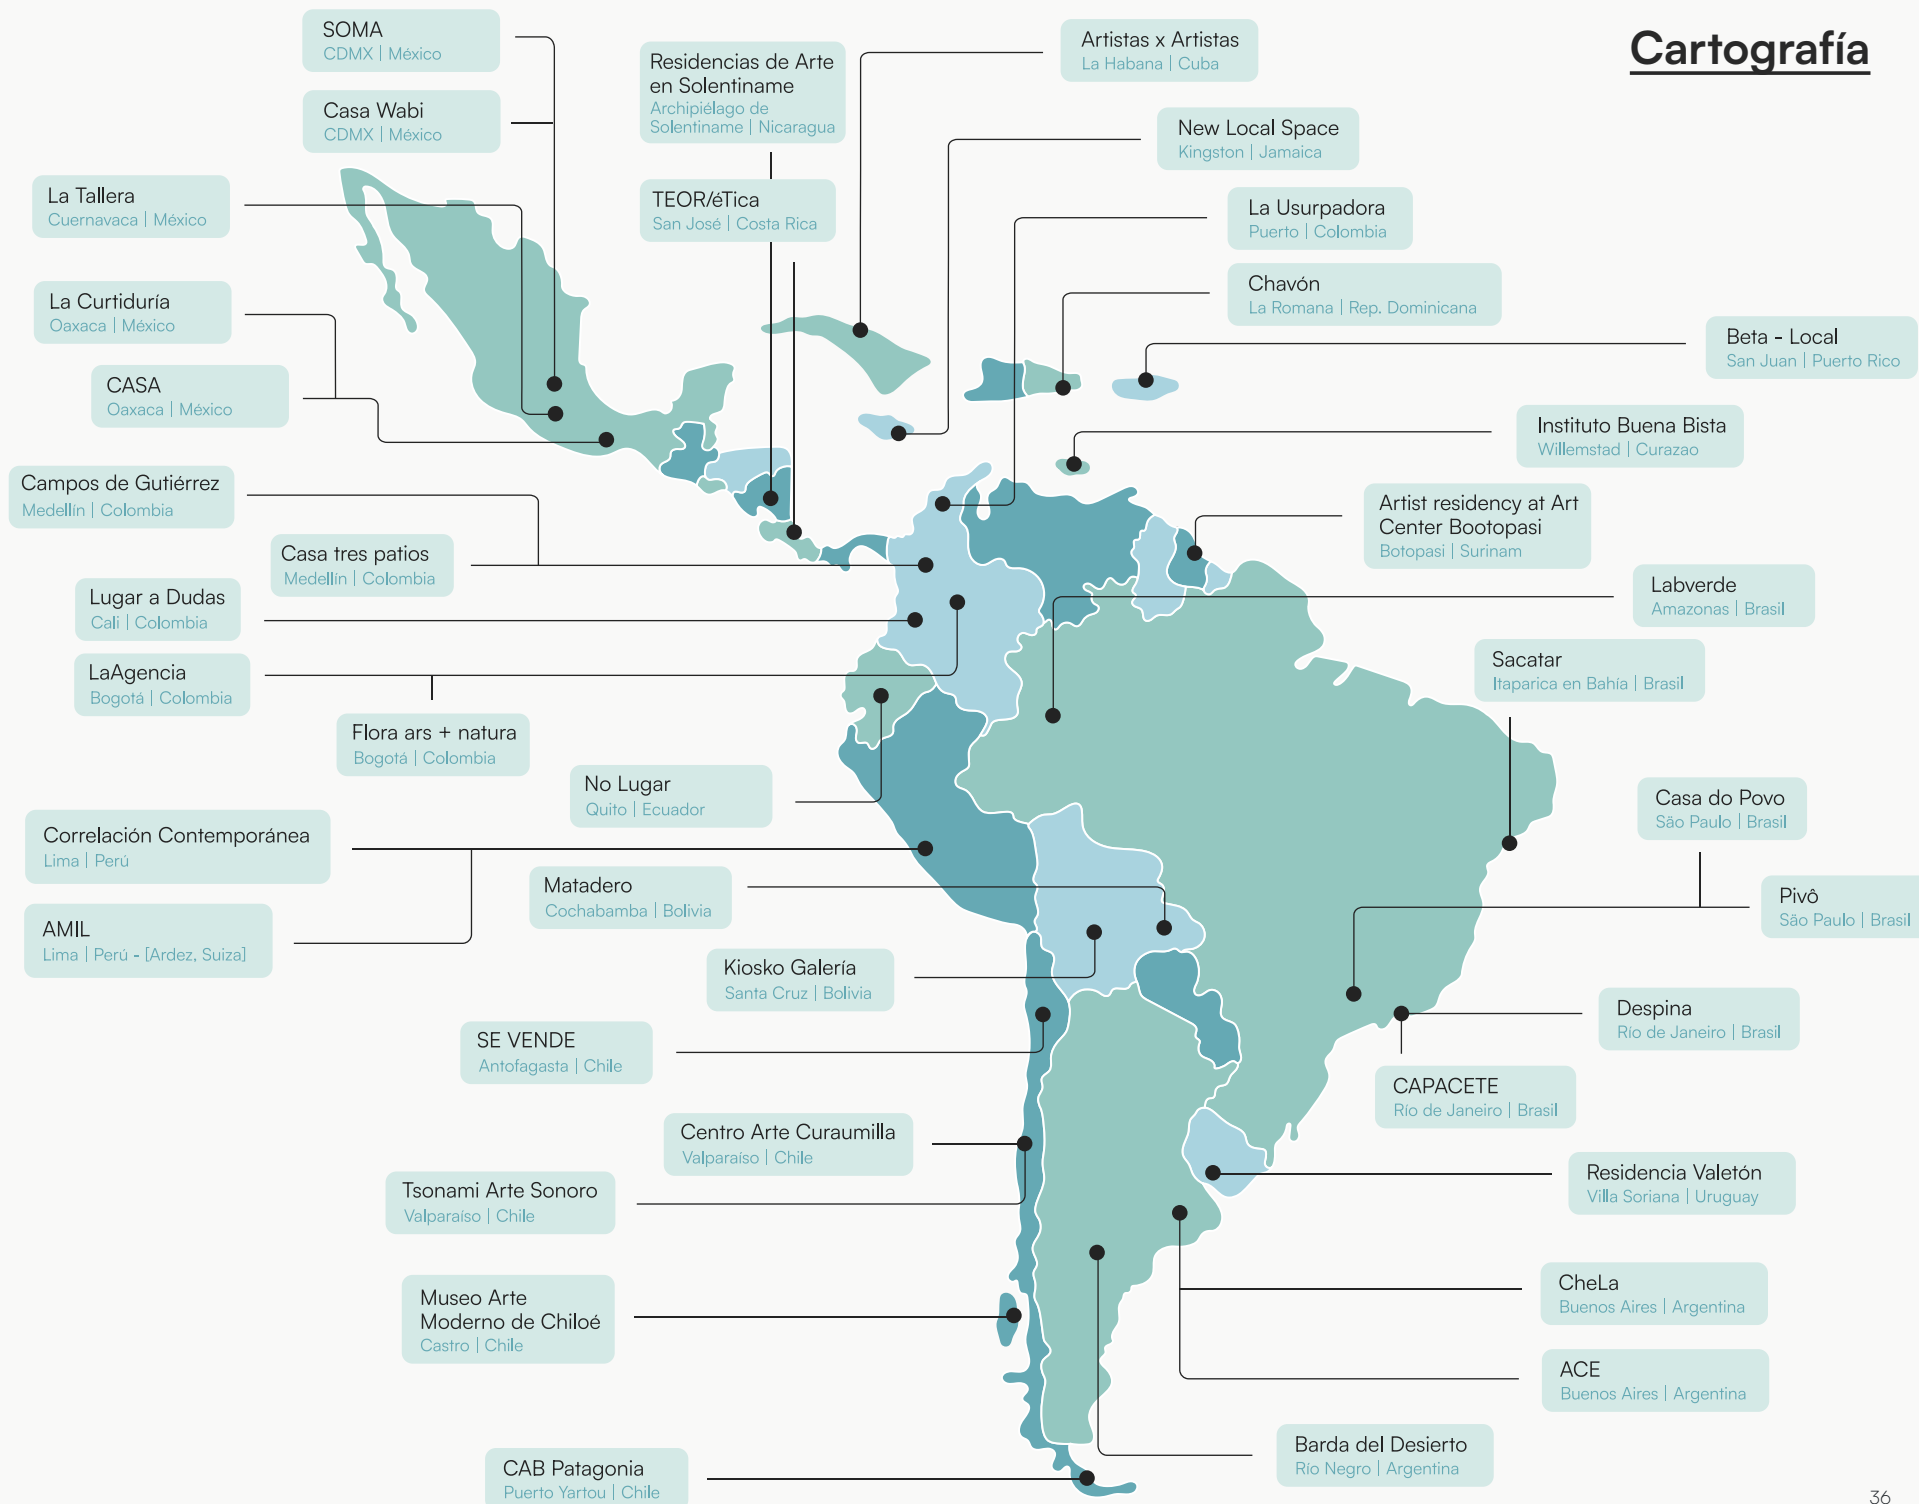 Cartografía
SOMA
CDMX | México
Casa Wabi
CDMX | México
Residencias de Arte
en Solentiname
Archipiélago de
Solentiname | Nicaragua
Artistas x Artistas
La Habana | Cuba
New Local Space
Kingston | Jamaica
La Tallera
Cuernavaca | México
TEOR/éTica
San José | Costa Rica
La Usurpadora
Puerto | Colombia
Chavón
La Romana | Rep. Dominicana
La Curtiduría
Oaxaca | México
Beta - Local
San Juan | Puerto Rico
CASA
Oaxaca | México
Instituto Buena Bista
Willemstad | Curazao
Campos de Gutiérrez
Medellín | Colombia
Artist residency at Art
Center Bootopasi
Botopasi | Surinam
Casa tres patios
Medellín | Colombia
Lugar a Dudas
Cali | Colombia
Labverde
Amazonas | Brasil
LaAgencia
Bogotá | Colombia
Sacatar
Itaparica en Bahía | Brasil
Flora ars + natura
Bogotá | Colombia
No Lugar
Quito | Ecuador
Casa do Povo
São Paulo | Brasil
Correlación Contemporánea
Lima | Perú
Matadero
Cochabamba | Bolivia
Pivô
São Paulo | Brasil
AMIL
Lima | Perú - [Ardez, Suiza]
Kiosko Galería
Santa Cruz | Bolivia
Despina
Río de Janeiro | Brasil
SE VENDE
Antofagasta | Chile
CAPACETE
Río de Janeiro | Brasil
Centro Arte Curaumilla
Valparaíso | Chile
Residencia Valetón
Villa Soriana | Uruguay
Tsonami Arte Sonoro
Valparaíso | Chile
CheLa
Buenos Aires | Argentina
Museo Arte
Moderno de Chiloé
Castro | Chile
ACE
Buenos Aires | Argentina
Barda del Desierto
Río Negro | Argentina
CAB Patagonia
Puerto Yartou | Chile
36